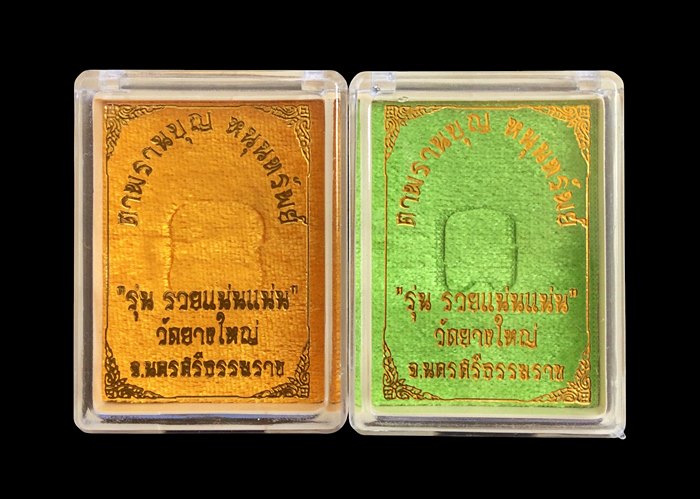 ตาพรานบุญ หนุนทรัพย์
"รุ่น รวยแน่นแน่น"
วัดยางใหญ่
จ.นครศรีธรรมราช
ตาพรานบุญ หนุนทรัพย์
"รุ่น รวยแน่นแน่น"
วัดยางใหญ่
จ.นครศรีธรรมราช